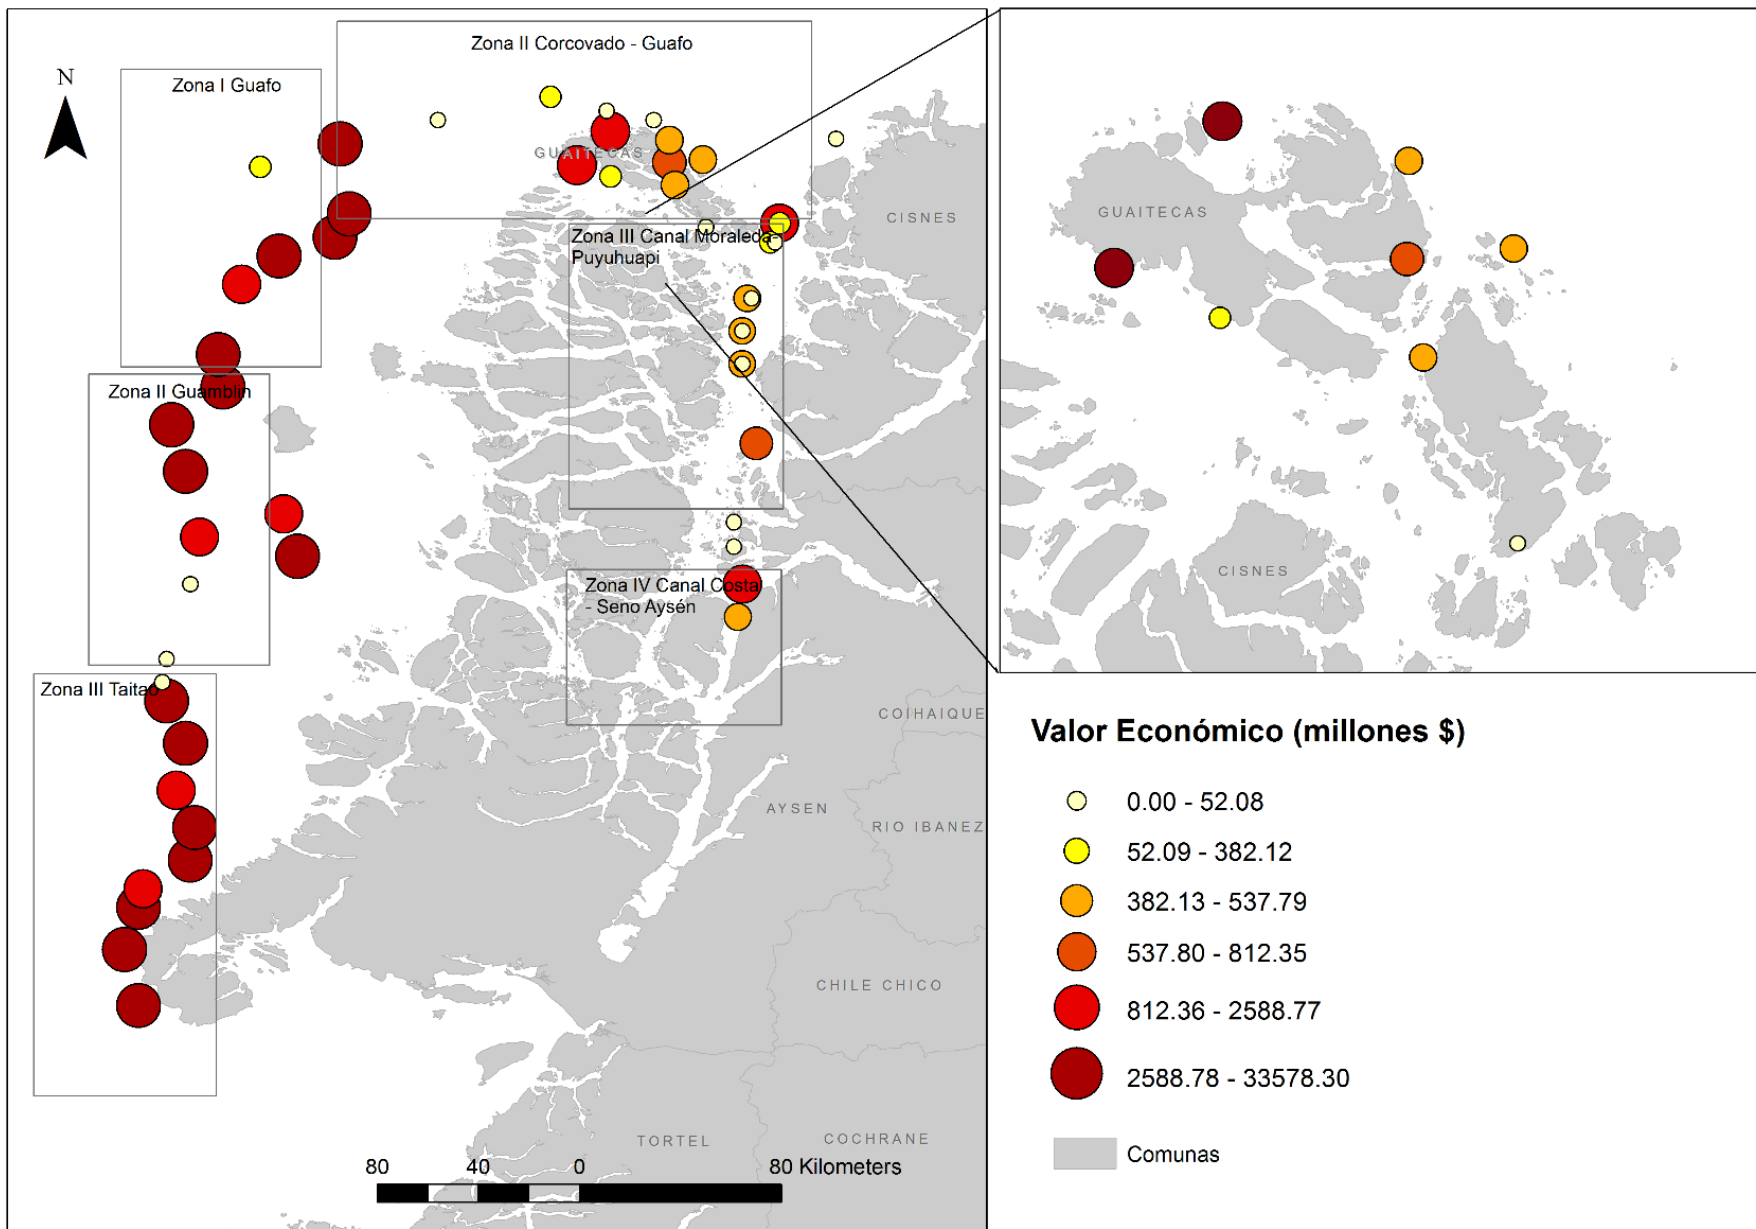 Zona II Corcovado - Guafo
N
Zona I Guafo
GUAITECAS
CISNES
Zona III Canal Moraleda-
Puyuhuapi
Zona II Guamblin
Zona IV Canal Costa
- Seno Aysén
Zona III Taitao
COIHAIQUE
AYSEN
RIO IBANEZ
CHILE CHICO
TORTEL
COCHRANE
80 40 0 80 Kilometers
GUAITECAS
CISNES
Valor Económico (millones $)
0.00 - 52.08
52.09 - 382.12
382.13 - 537.79
537.80 - 812.35
812.36 - 2588.77
2588.78 - 33578.30
Comunas